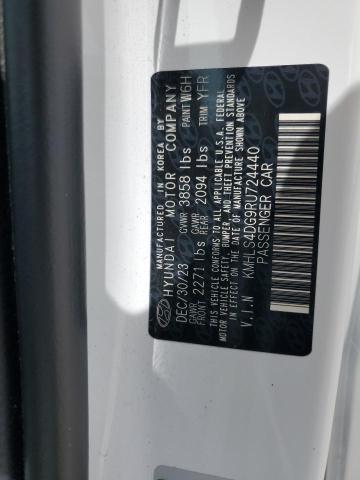 MANUFACTURED IN KOREA BY
HYUNDAI MOTOR COMPANY
DEC/30/23 GVWR 3858 lbs PAINT W6H
GAWR FRONT 2271 lbs GAWR REAR 2094 lbs TRIM YFR
THIS VEHICLE CONFORMS TO ALL APPLICABLE U.S.A. FEDERAL
MOTOR VEHICLE SAFETY, BUMPER, AND THEFT PREVENTION STANDARDS
IN EFFECT ON THE DATE OF MANUFACTURE SHOWN ABOVE
V.I.N KMHLS4DG9RU724440
PASSENGER CAR